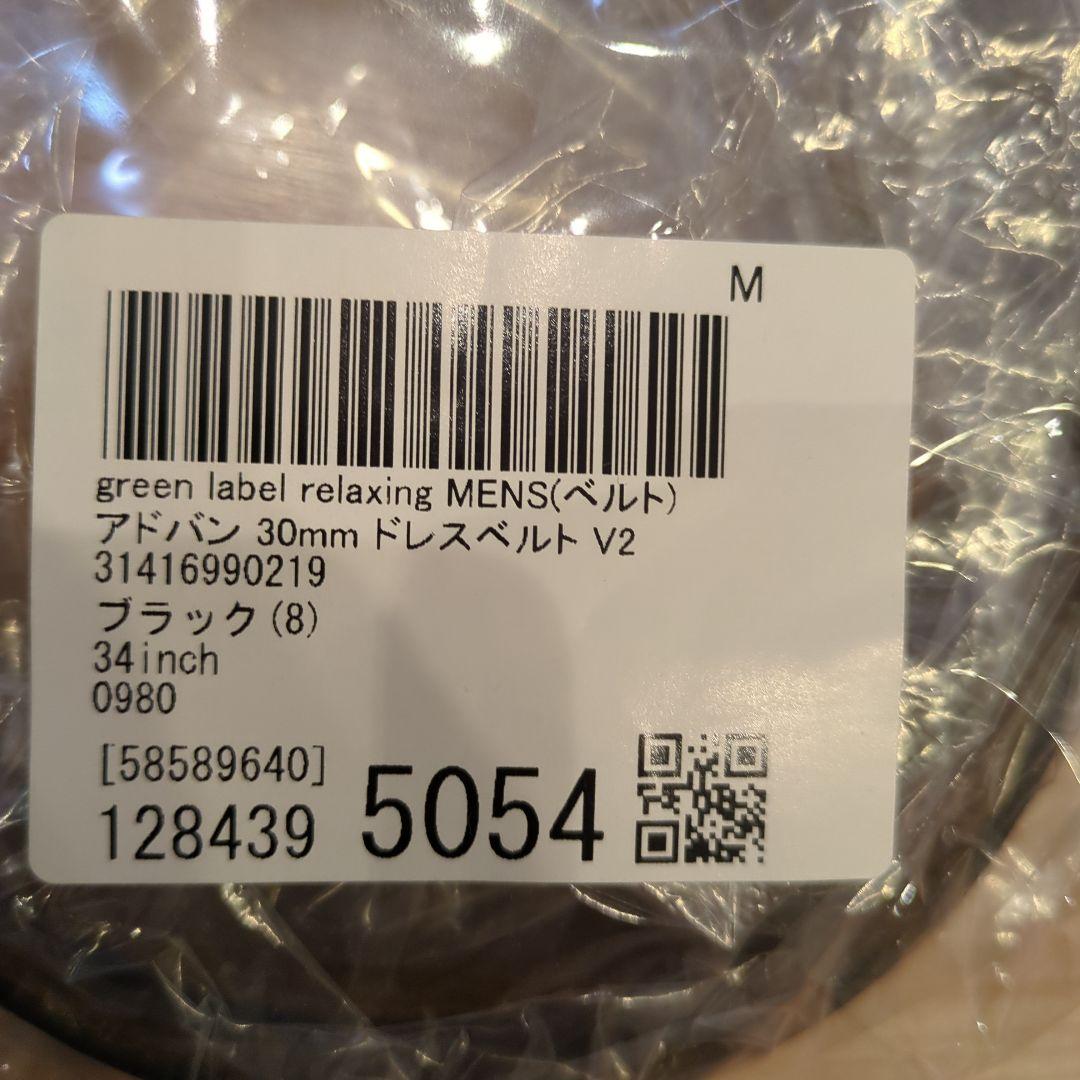 M
green label relaxing MENS(ベルト)
アドバン 30mm ドレスベルト V2
31416990219
ブラック(8)
34inch
0980
[58589640]
128439 5054